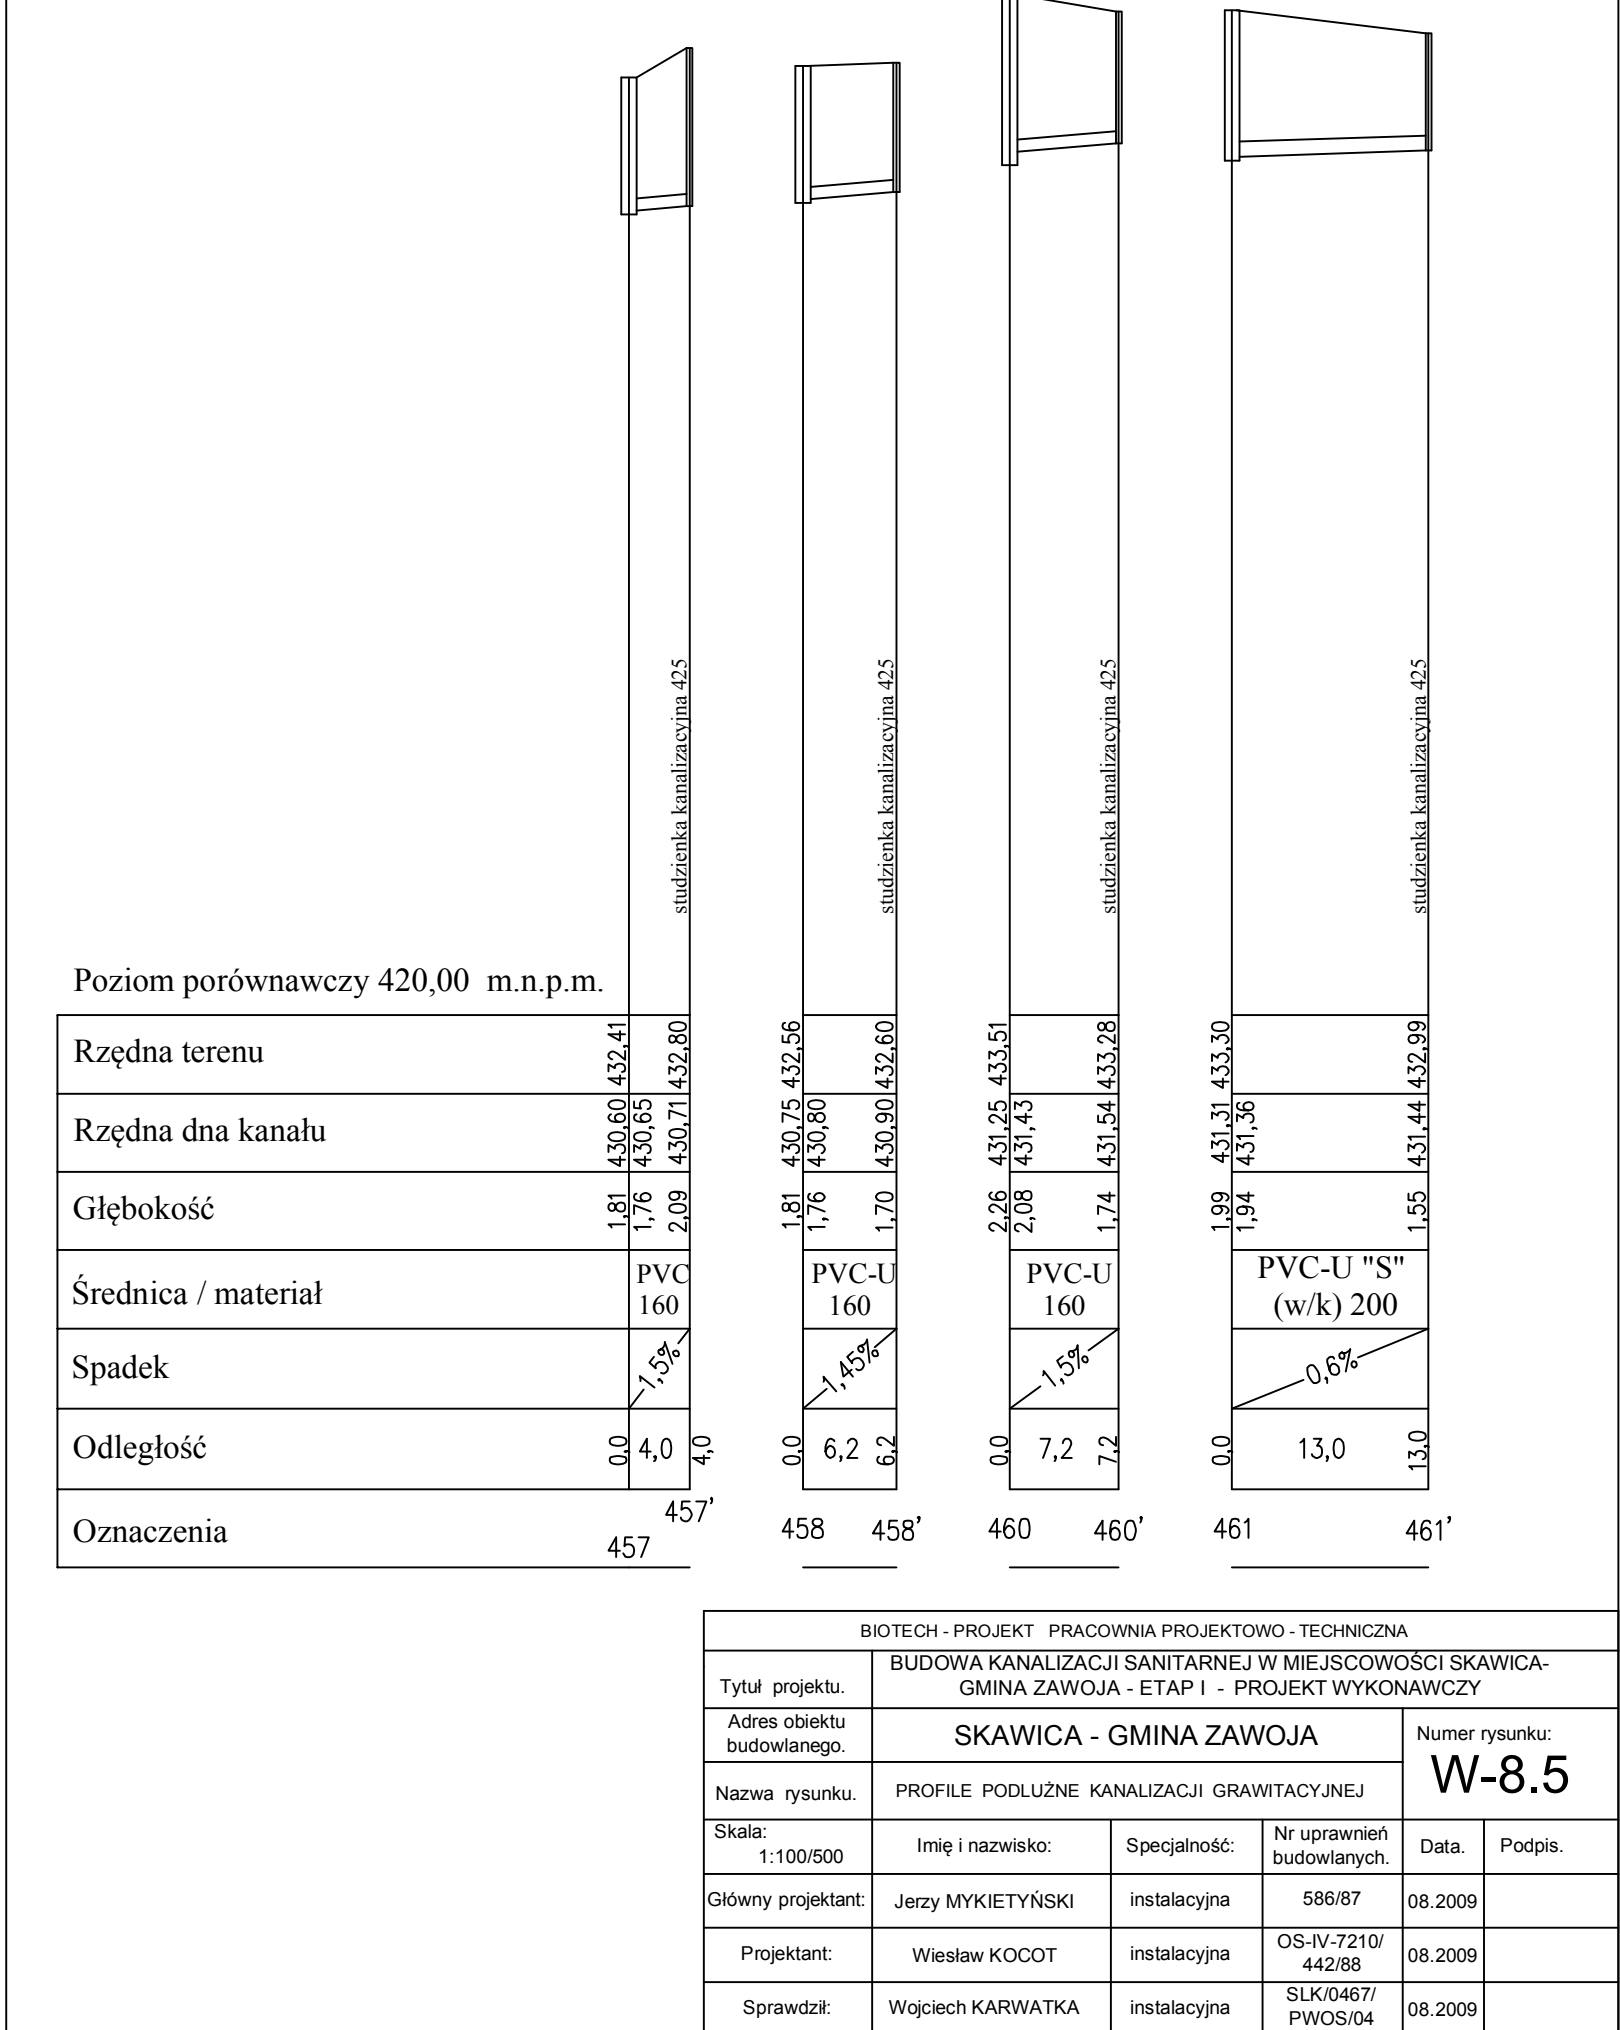 studzienka kanalizacyjna 425
studzienka kanalizacyjna 425
studzienka kanalizacyjna 425
studzienka kanalizacyjna 425
Poziom porównawczy 420,00 m.n.p.m.
Rzędna terenu 432,41 432,80 432,56 432,60 433,51 433,28 433,30 432,99
Rzędna dna kanału 430,60 430,65 430,71 430,75 430,80 430,90 431,25 431,43 431,54 431,31 431,36 431,44
Głębokość 1,81 1,76 2,09 1,81 1,76 1,70 2,26 2,08 1,74 1,99 1,94 1,55
Średnica / materiał
PVC
160
PVC-U
160
PVC-U
160
PVC-U "S"
(w/k) 200
Spadek 1,5% 1,45% 1,5% 0,6%
Odległość 0,0 4,0 4,0 0,0 6,2 6,2 0,0 7,2 7,2 0,0 13,0 13,0
Oznaczenia 457 457' 458 458' 460 460' 461 461'
BIOTECH - PROJEKT PRACOWNIA PROJEKTOWO - TECHNICZNA
Tytuł projektu.
BUDOWA KANALIZACJI SANITARNEJ W MIEJSCOWOŚCI SKAWICA-
GMINA ZAWOJA - ETAP I - PROJEKT WYKONAWCZY
Adres obiektu
budowlanego.
SKAWICA - GMINA ZAWOJA
Numer rysunku:
W-8.5
Nazwa rysunku.
PROFILE PODLUŻNE KANALIZACJI GRAWITACYJNEJ
Skala:
1:100/500
Imię i nazwisko:
Specjalność:
Nr uprawnień
budowlanych.
Data.
Podpis.
Główny projektant: Jerzy MYKIETYŃSKI instalacyjna 586/87 08.2009
Projektant: Wiesław KOCOT instalacyjna
OS-IV-7210/
442/88
08.2009
Sprawdził: Wojciech KARWATKA instalacyjna
SLK/0467/
PWOS/04
08.2009